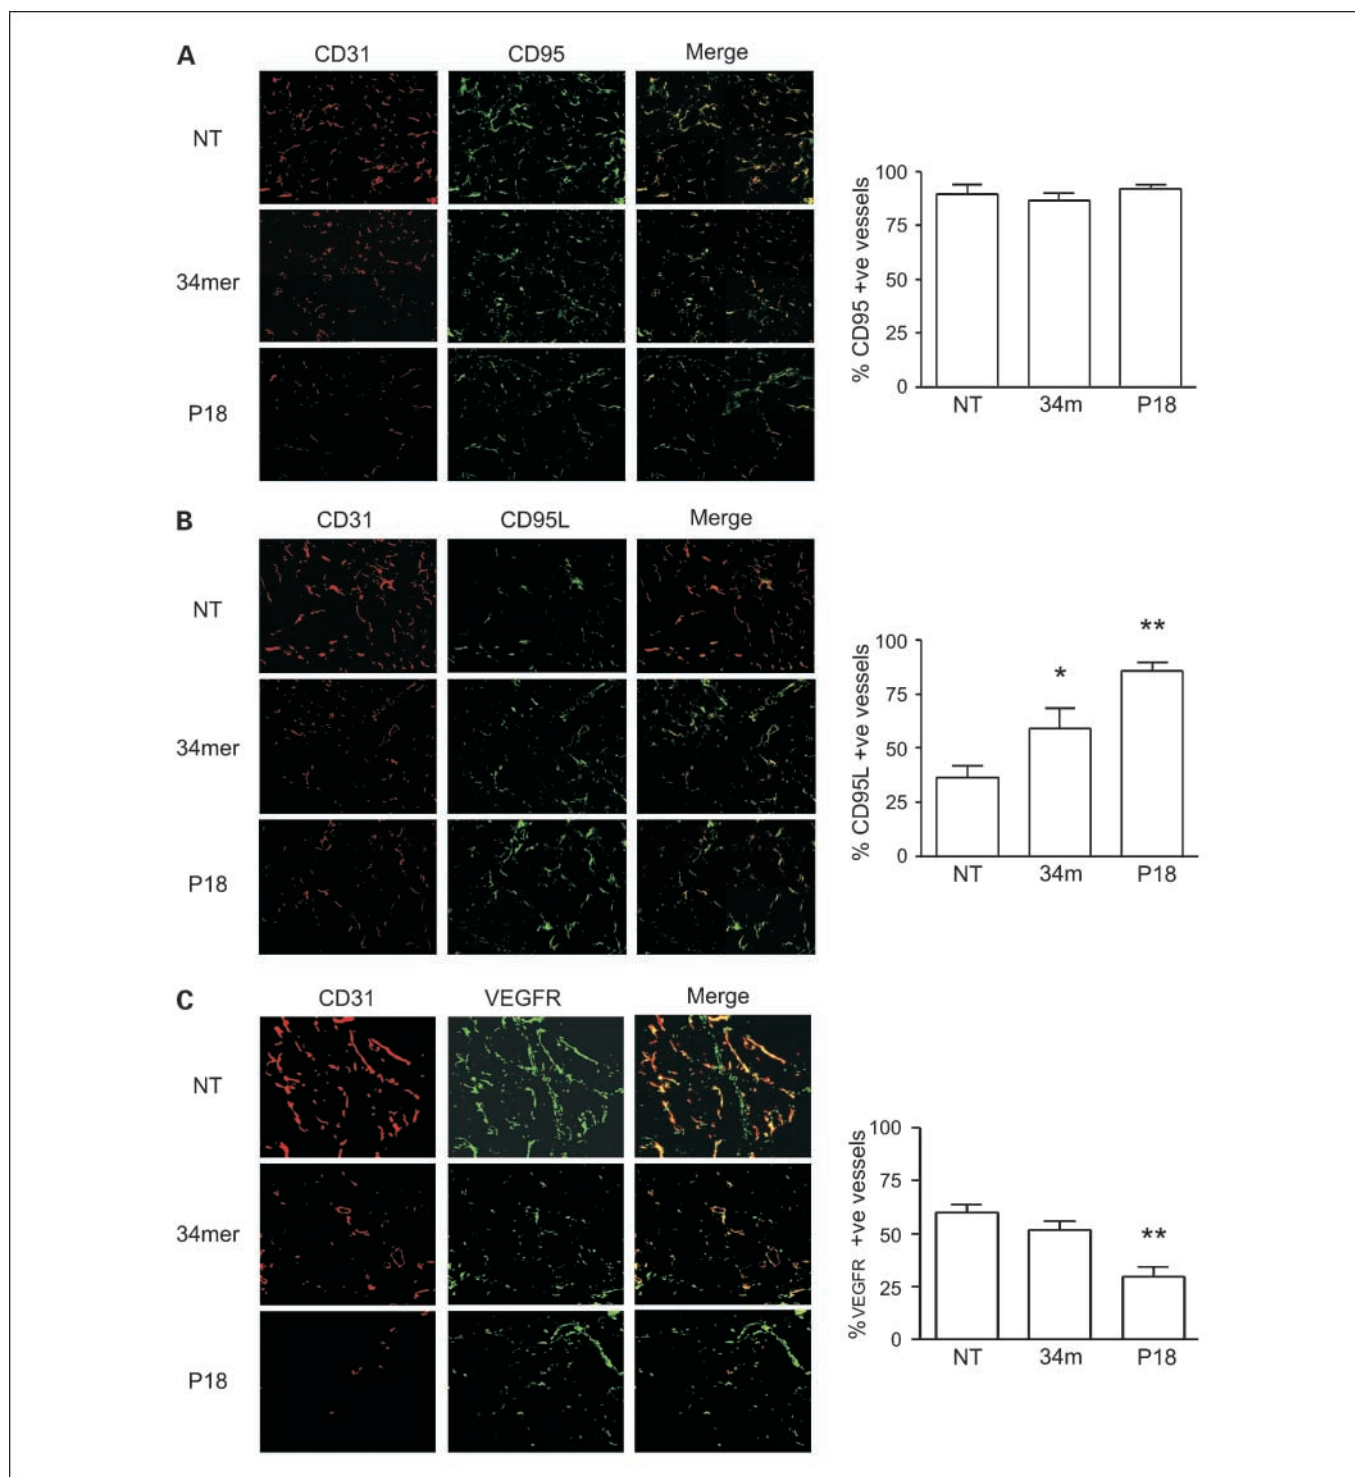 A
CD31 CD95 Merge
NT
34mer
P18
% CD95 +ve vessels
100
75
50
25
0
NT 34m P18
B
CD31 CD95L Merge
NT
34mer
P18
% CD95L +ve vessels
100
75
50
25
0
* **
NT 34m P18
C
CD31 VEGFR Merge
NT
34mer
P18
%VEGFR +ve vessels
100
75
50
25
0
**
NT 34m P18